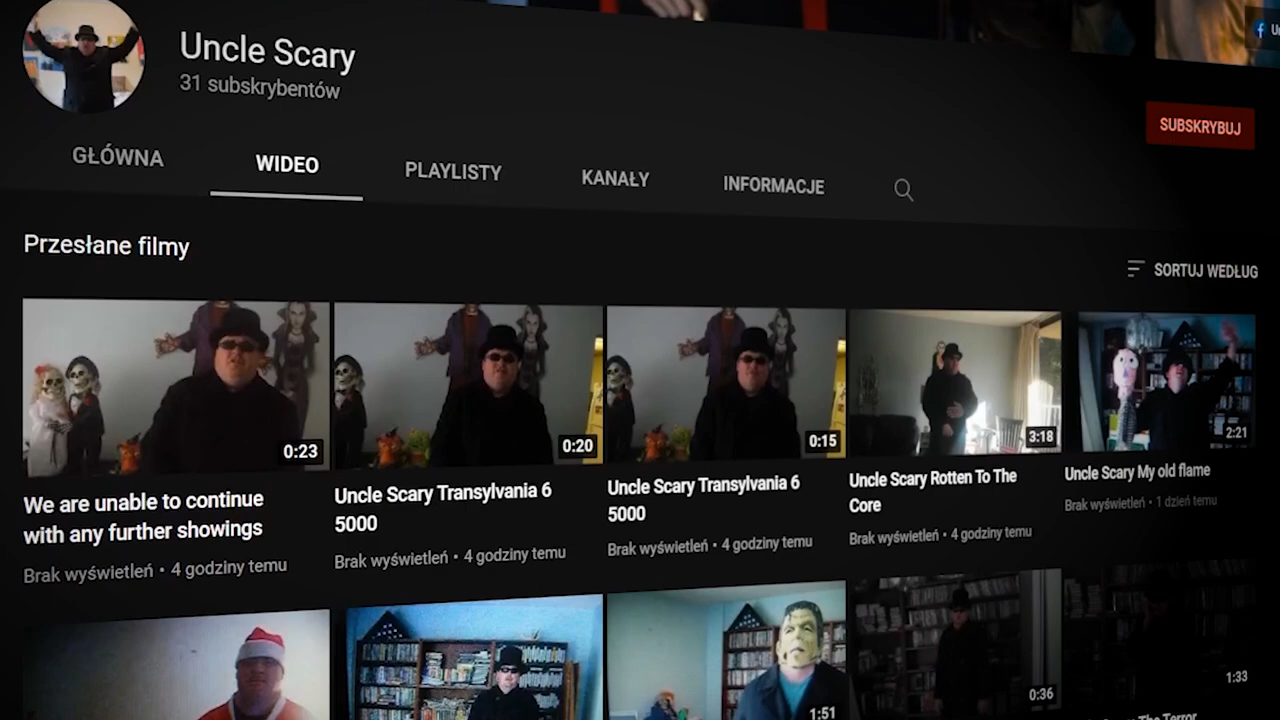 Uncle Scary
31 subskrybentów
SUBSKRYBUJ
GŁÓWNA
WIDEO
PLAYLISTY
KANAŁY
INFORMACJE
Przesłane filmy
SORTUJ WEDŁUG
0:23
0:20
0:15
3:18
2:21
We are unable to continue
with any further showings
Brak wyświetleń • 4 godziny temu
Uncle Scary Transylvania 6
5000
Brak wyświetleń • 4 godziny temu
Uncle Scary Transylvania 6
5000
Brak wyświetleń • 4 godziny temu
Uncle Scary Rotten To The
Core
Brak wyświetleń • 4 godziny temu
Uncle Scary My old flame
Brak wyświetleń • 1 dzień temu
1:51
0:36
1:33
The Terror